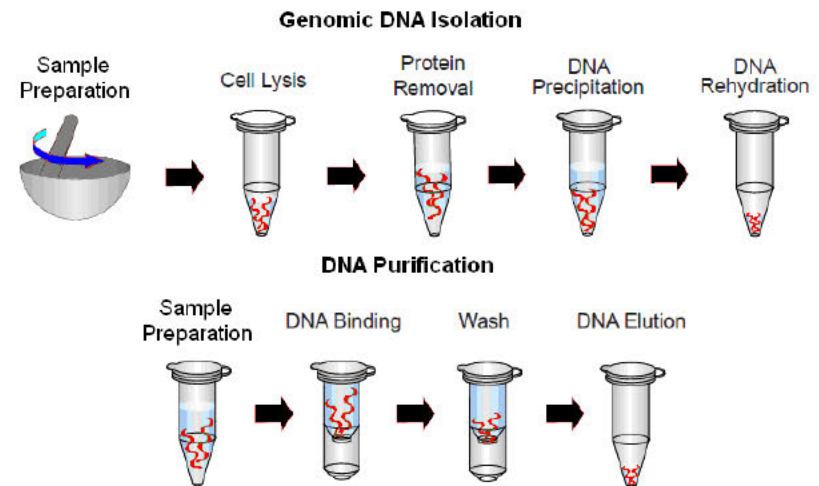 Genomic DNA Isolation
Sample
Preparation
Cell Lysis
Protein
Removal
DNA
Precipitation
DNA
Rehydration
DNA Purification
Sample
Preparation
DNA Binding
Wash
DNA Elution